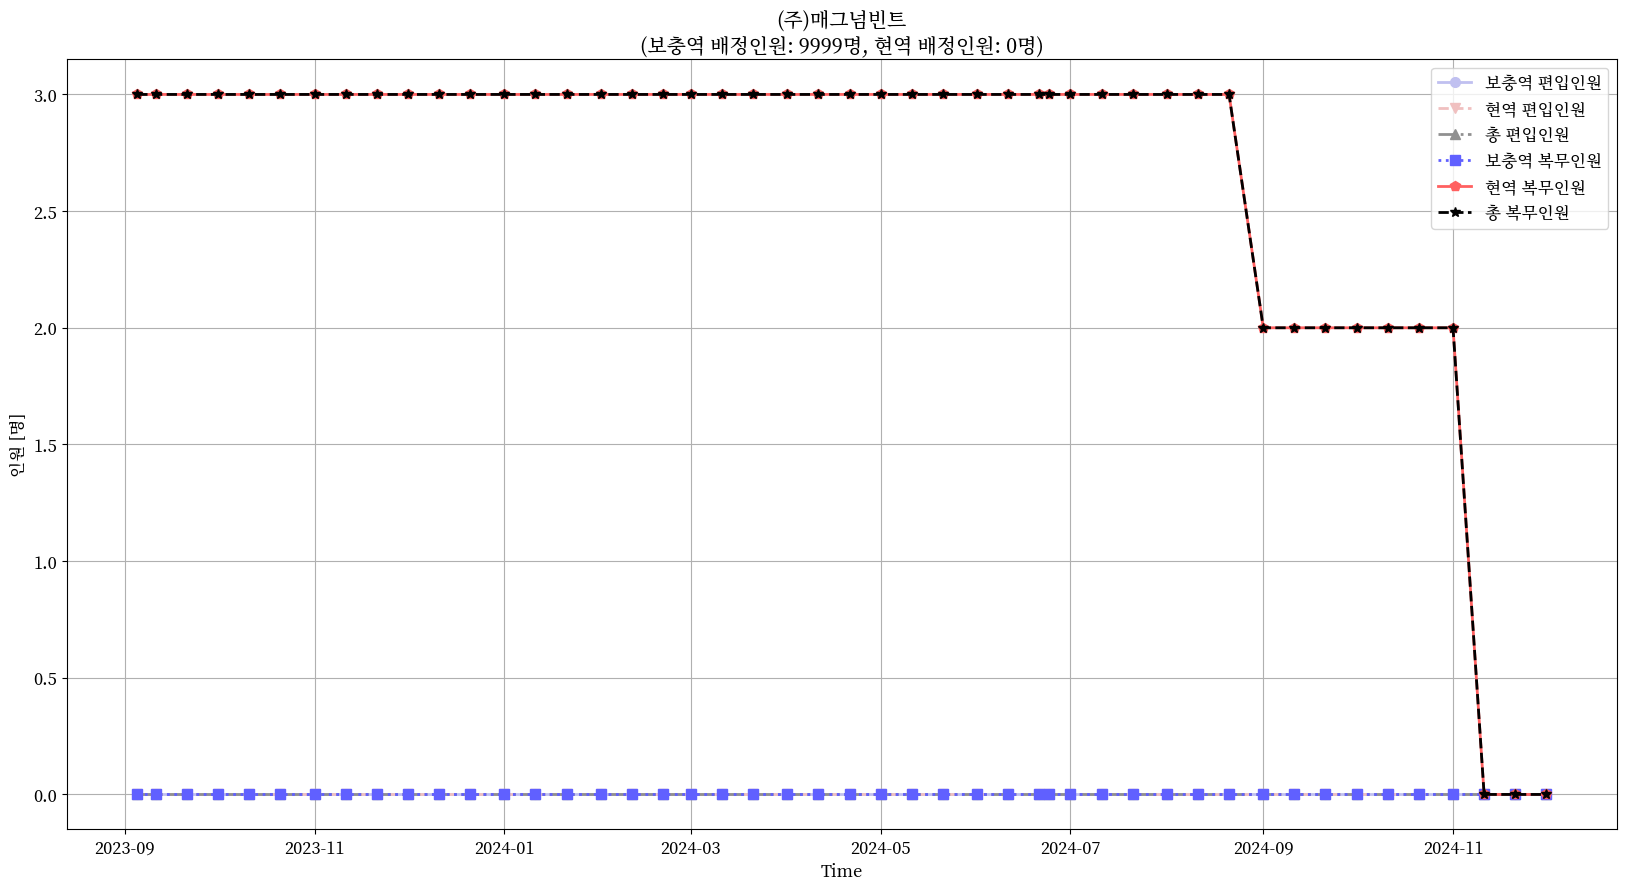 (주)매그넘빈트
(보충역 배정인원: 9999명, 현역 배정인원: 0명)
보충역 편입인원
현역 편입인원
총 편입인원
보충역 복무인원
현역 복무인원
총 복무인원
인원 [명]
3.0
2.5
2.0
1.5
1.0
0.5
0.0
2023-09
2023-11
2024-01
2024-03
2024-05
2024-07
2024-09
2024-11
Time